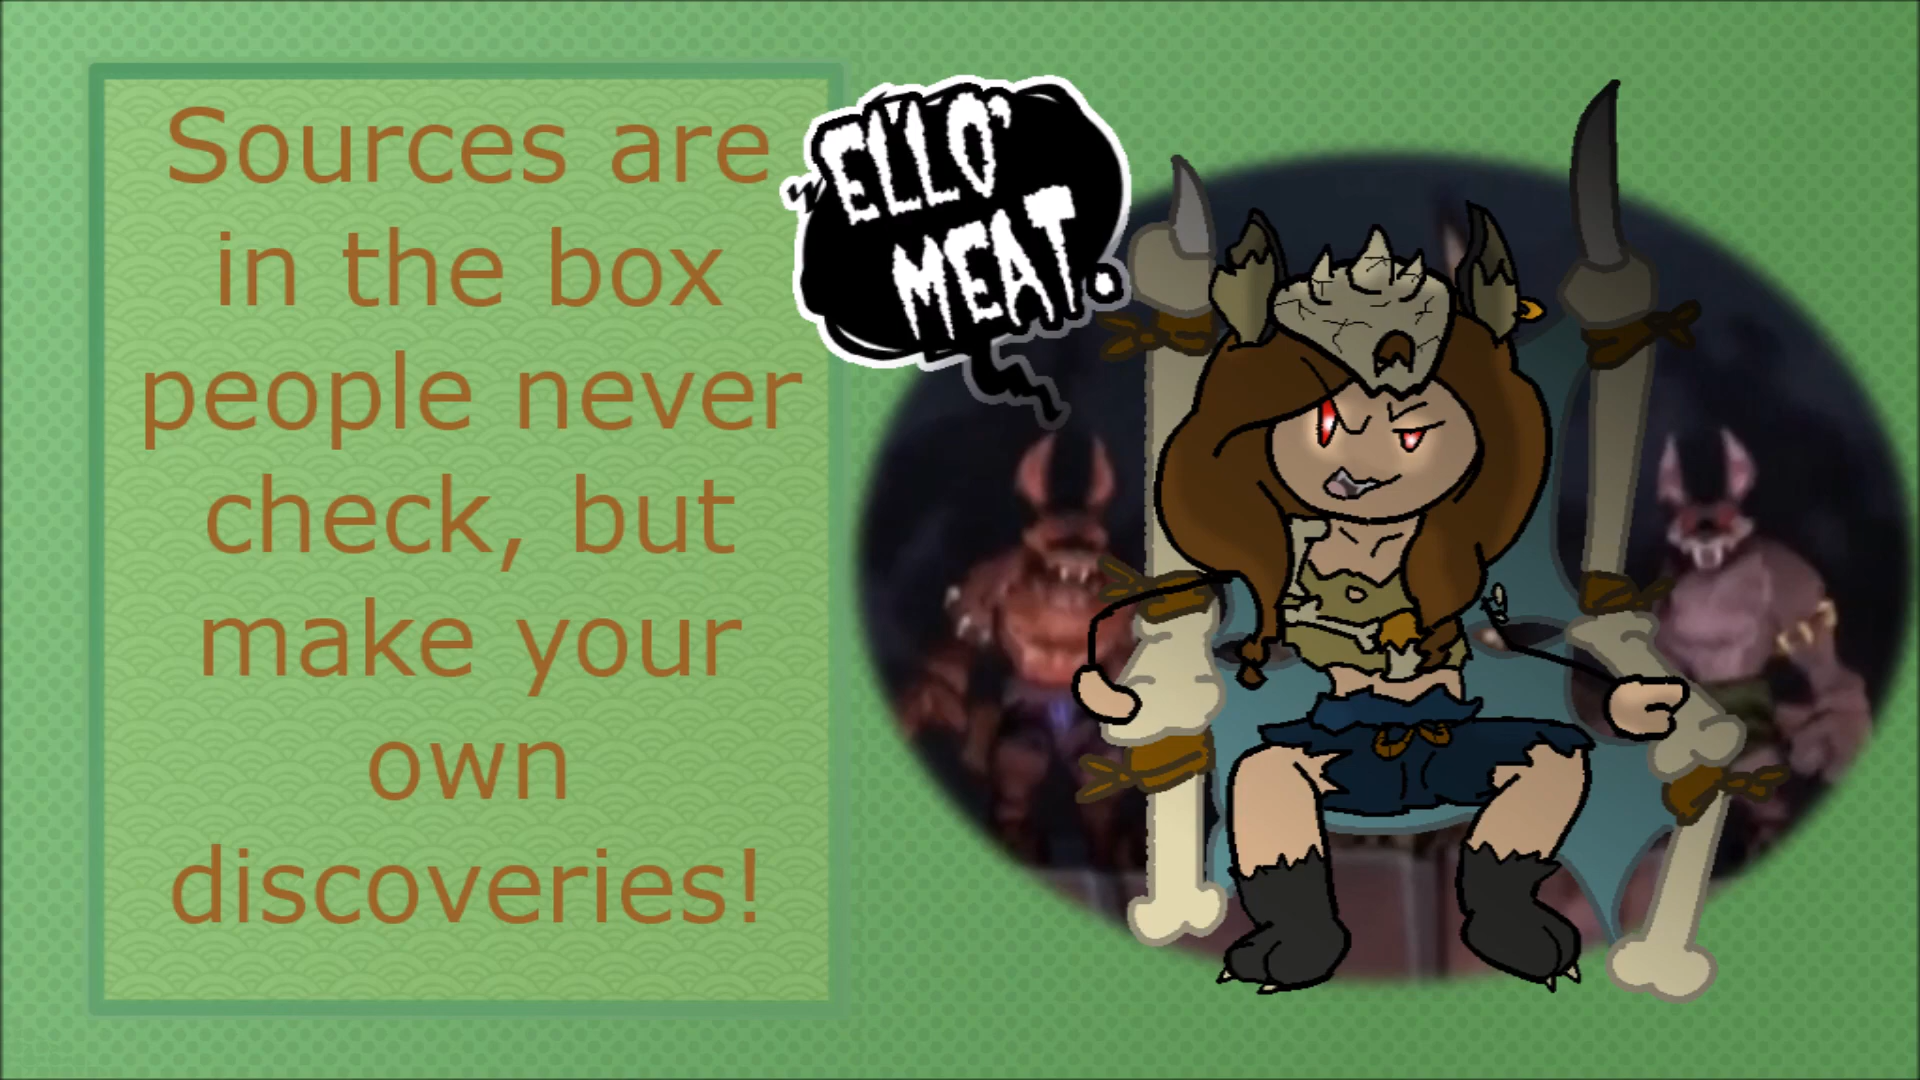 Sources are
in the box
people never
check, but
make your
own
discoveries!
'ELLO'
MEAT.